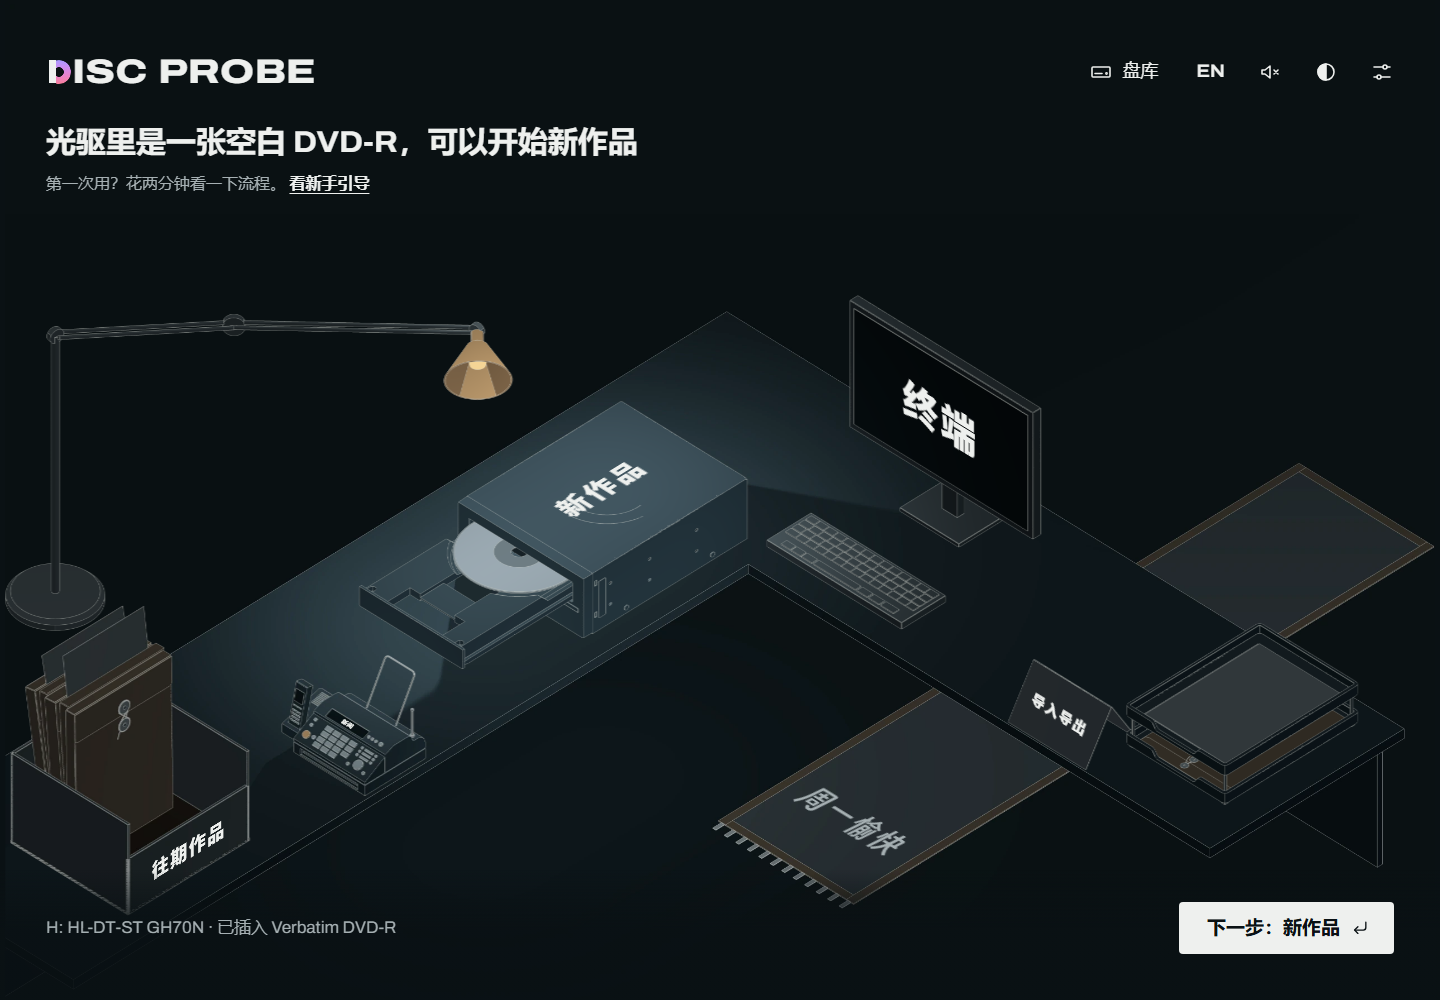 DISC PROBE
盘库
EN
光驱里是一张空白 DVD-R，可以开始新作品
第一次用？花两分钟看一下流程。 看新手引导
终端
新作品
导入导出
周一愉快
往期作品
H: HL-DT-ST GH70N · 已插入 Verbatim DVD-R
下一步：新作品